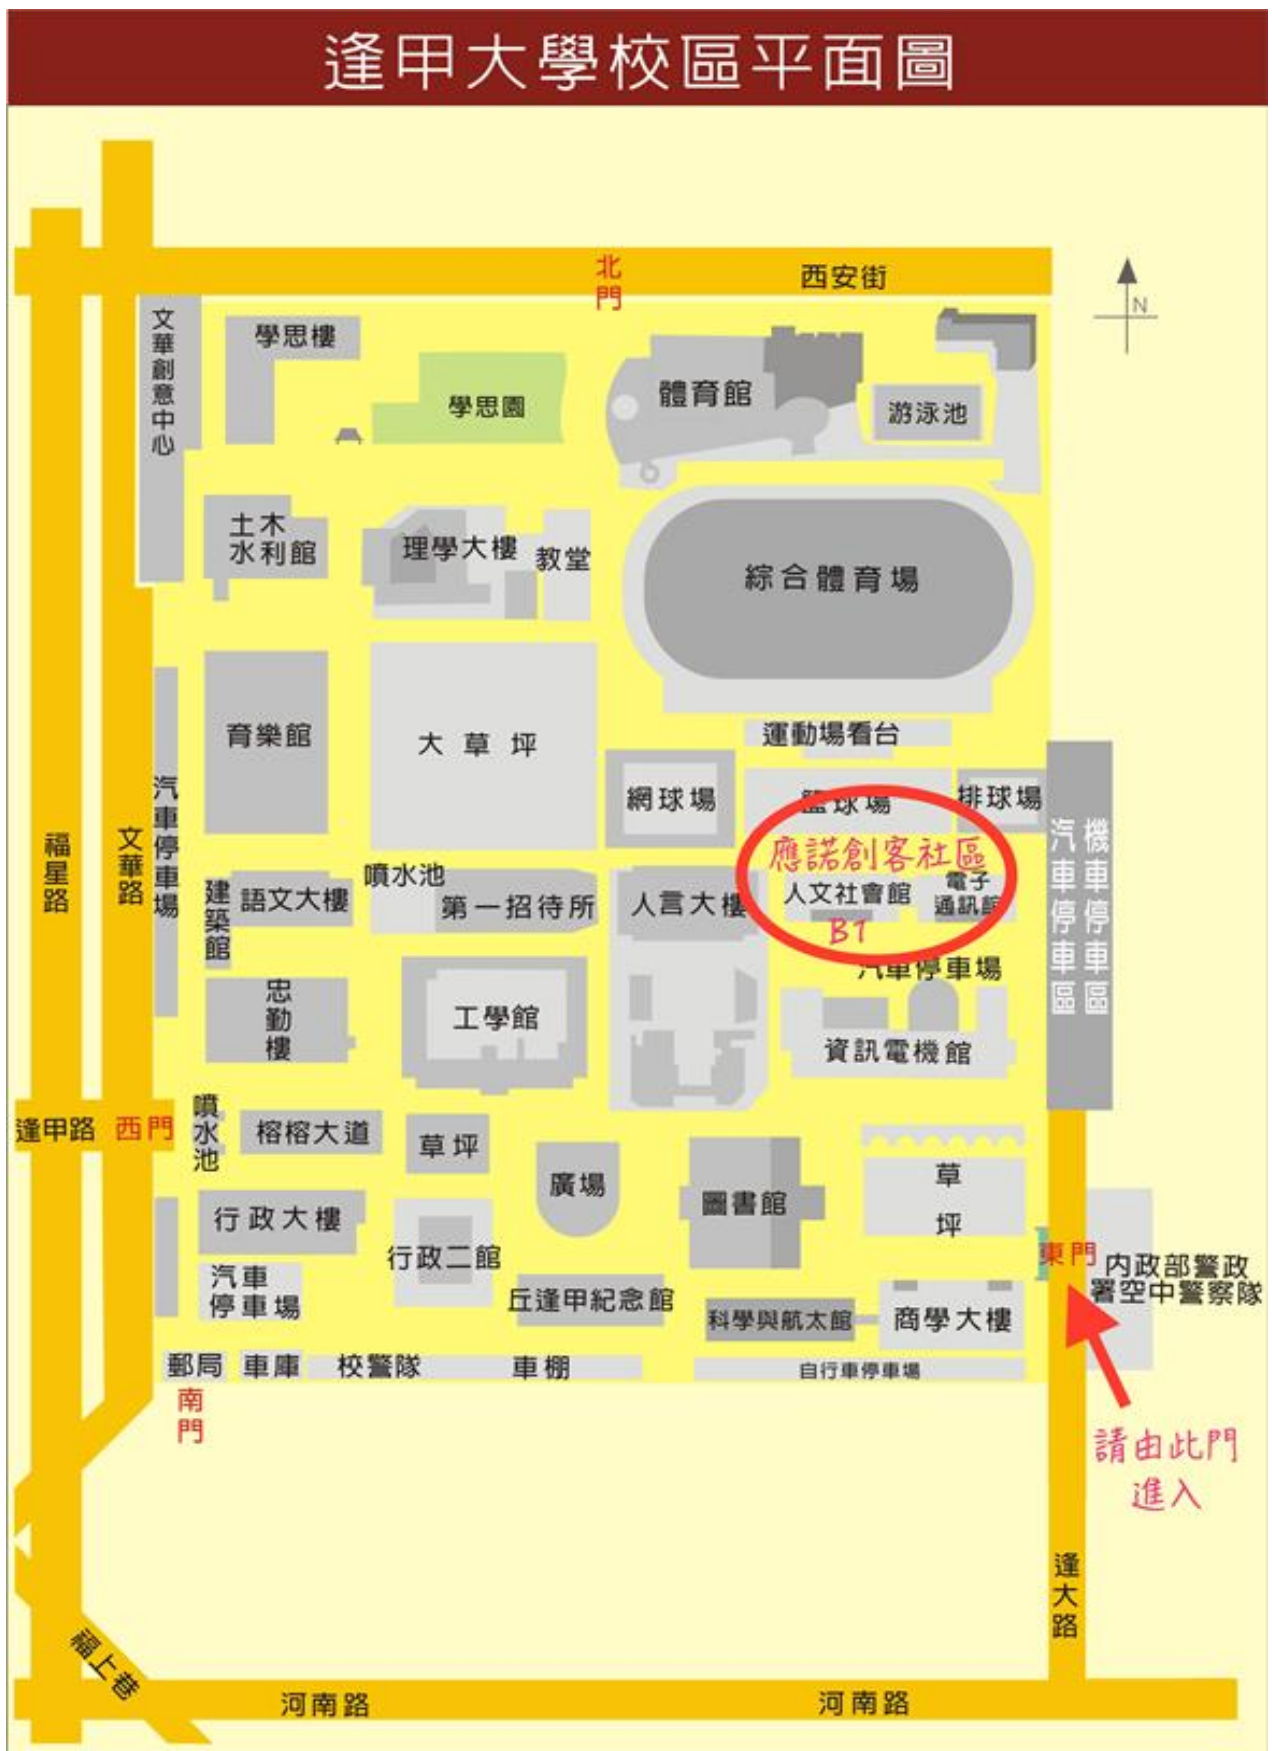 逢甲大學校區平面圖
北門
西安街
N
文華創意中心
學思樓
學思園
體育館
游泳池
土木
水利館
理學大樓
教堂
綜合體育場
育樂館
大草坪
運動場看台
網球場
籃球場
排球場
汽車停車場
文華路
福星路
應諾創客社區
人文社會館
B1
電子
通訊館
汽車停車區
機車停車區
建築館
語文大樓
噴水池
第一招待所
人言大樓
汽車停車場
忠勤樓
工學館
資訊電機館
逢甲路
西門
噴水池
榕榕大道
草坪
廣場
圖書館
草坪
行政大樓
行政二館
東門
內政部警政
署空中警察隊
汽車
停車場
丘逢甲紀念館
科學與航太館
商學大樓
郵局
車庫
校警隊
車棚
自行車停車場
南門
請由此門
進入
逢大路
福上巷
河南路
河南路